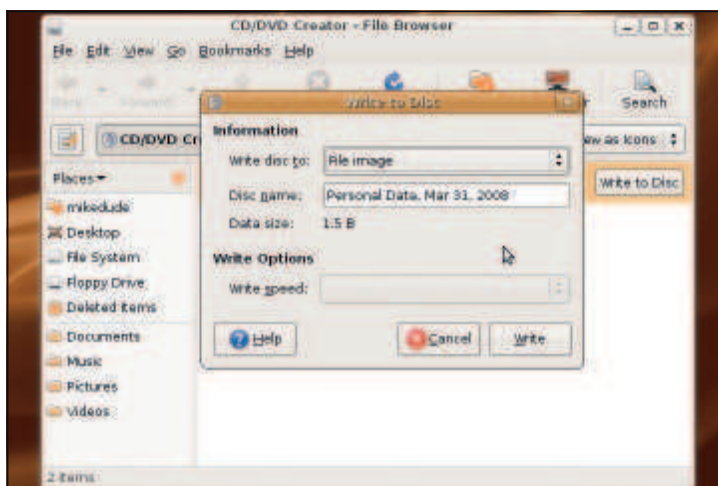 CD/DVD Creator - File Browser
File Edit View Go Bookmarks Help
Search
CD/DVD Cr
ew as Icons
Places
Write to Disc
mikedude
Desktop
File System
Floppy Drive
Deleted Items
Documents
Music
Pictures
Videos
2 items
Write to Disc
Information
Write disc to: File image
Disc name: Personal Data, Mar 31, 2008
Data size: 1.5 B
Write Options
Write speed:
Help Cancel Write